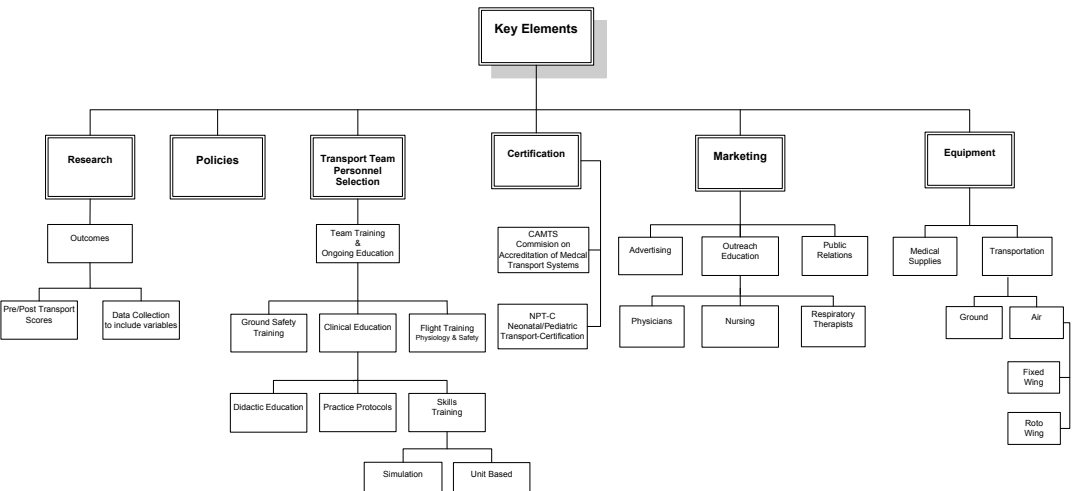 Key Elements
Research
Policies
Transport Team
Personnel
Selection
Certification
Marketing
Equipment
Outcomes
Team Training
&
Ongoing Education
CAMTS
Commision on
Accreditation of Medcal
Transport Systems
Advertising
Outreach
Education
Public
Relations
Medical
Supplies
Transportation
Pre/Post Transport
Scores
Data Collection
to include variables
Ground Safety
Training
Clinical Education
Flight Training
Physiology & Safety
NPT-C
Neonatal/Pediatric
Transport-Certification
Physicians
Nursing
Respiratory
Therapists
Ground
Air
Fixed
Wing
Didactic Education
Practice Protocols
Skills
Training
Roto
Wing
Simulation
Unit Based